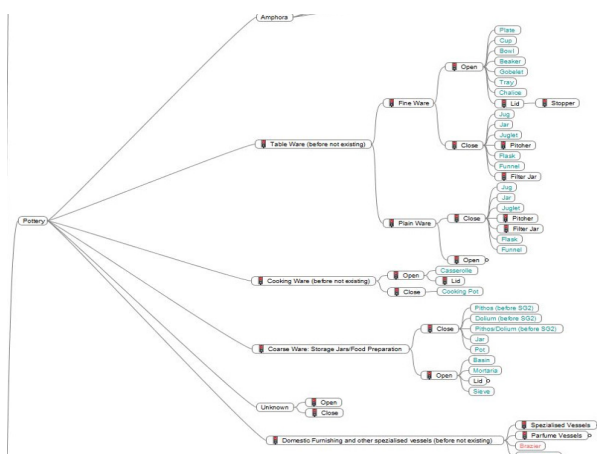 Amphora
Pottery
Table Ware (before not existing)
Fine Ware
Open
Plate
Cup
Bowl
Beaker
Gobelet
Tray
Chalice
Lid
Stopper
Close
Jug
Jar
Juglet
Pitcher
Flask
Funnel
Filter Jar
Plain Ware
Close
Jug
Jar
Juglet
Pitcher
Filter Jar
Flask
Funnel
Open
Cooking Ware (before not existing)
Open
Casserolle
Lid
Close
Cooking Pot
Coarse Ware: Storage Jars/Food Preparation
Close
Pithos (before SG2)
Dolium (before SG2)
Pithos/Dolium (before SG2)
Jar
Pot
Open
Basin
Mortaria
Lid
Sieve
Unknown
Open
Close
Domestic Furnishing and other spezialised vessels (before not existing)
Spezialised Vessels
Parfume Vessels
Brazier